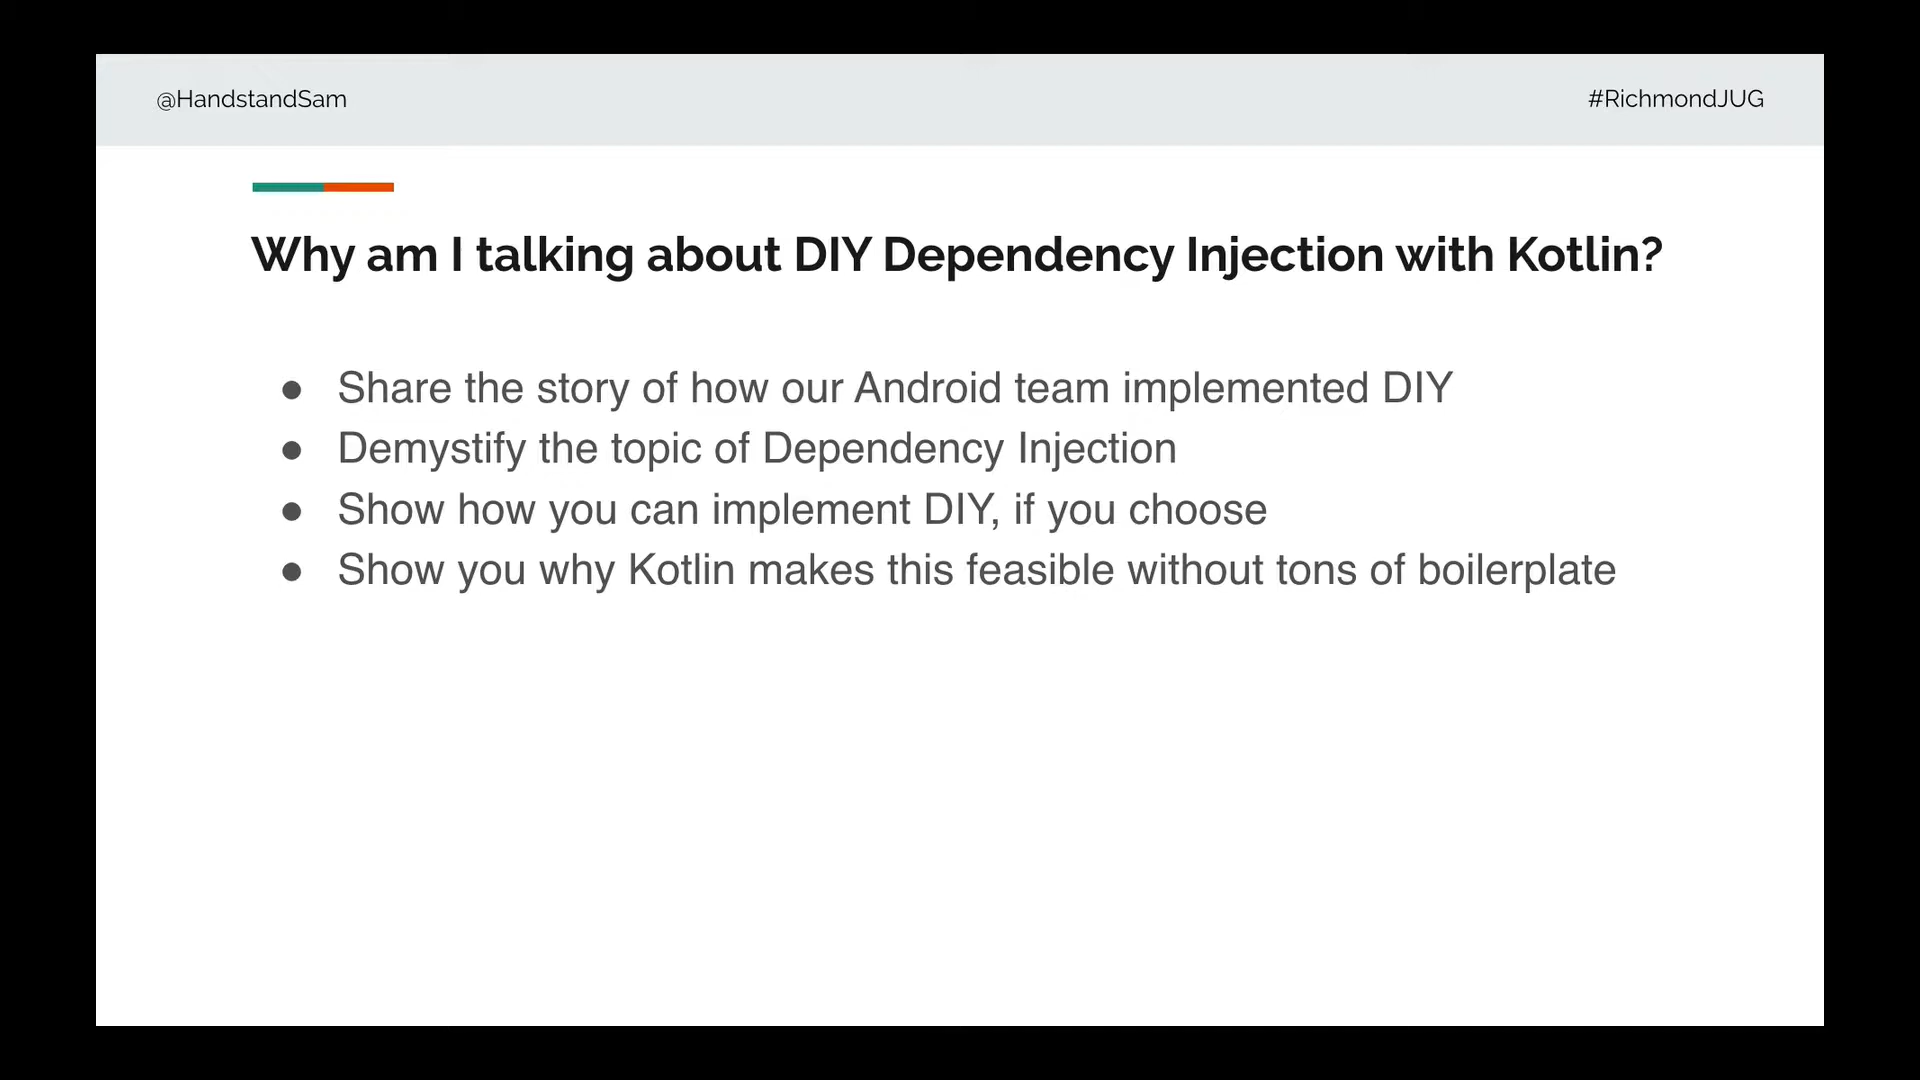 @HandstandSam
#RichmondJUG
Why am I talking about DIY Dependency Injection with Kotlin?
● Share the story of how our Android team implemented DIY
● Demystify the topic of Dependency Injection
● Show how you can implement DIY, if you choose
● Show you why Kotlin makes this feasible without tons of boilerplate